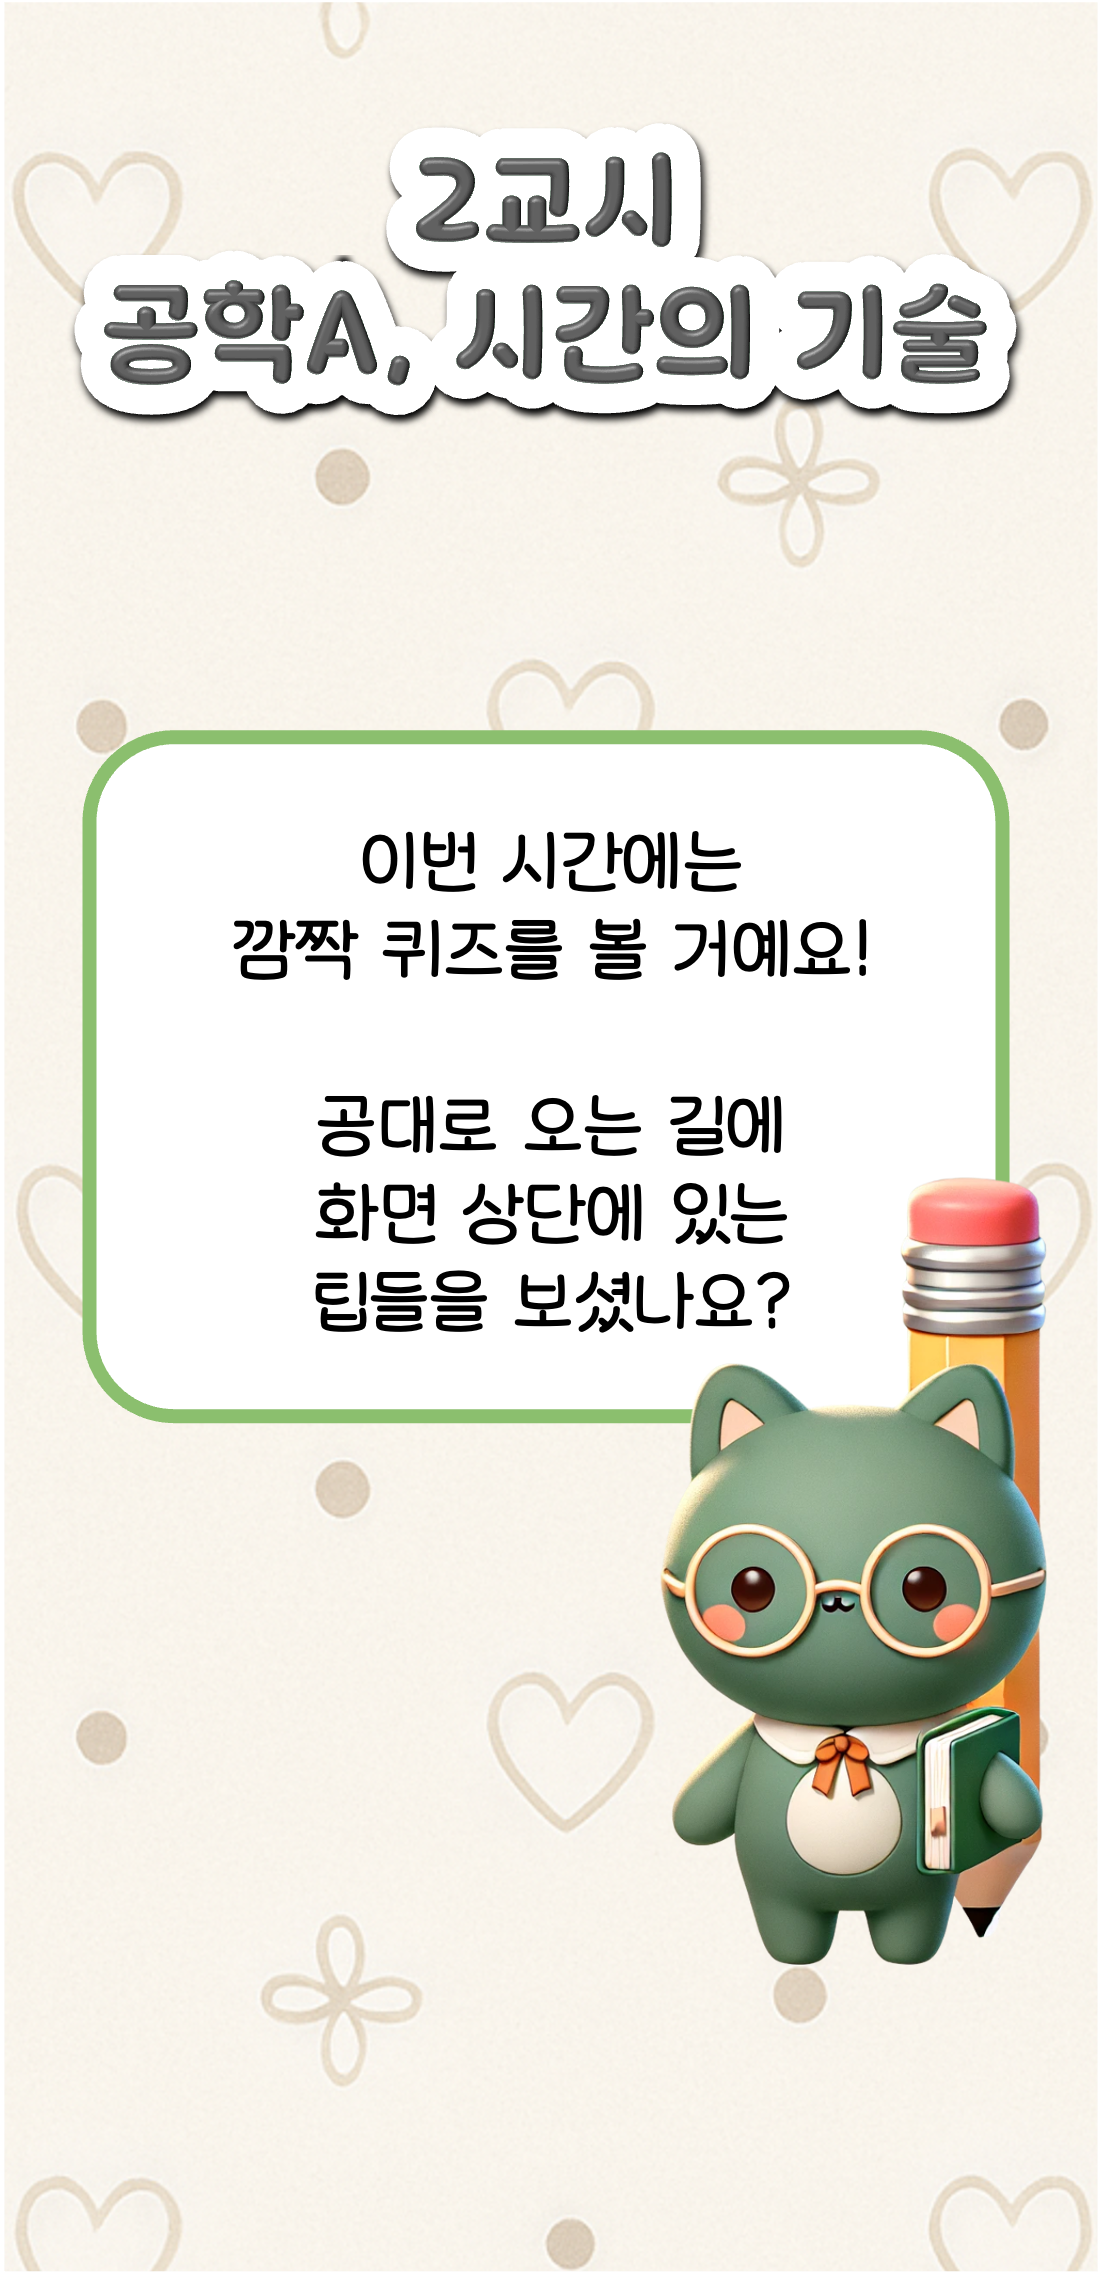 2교시
공학A, 시간의 기술
이번 시간에는
깜짝 퀴즈를 볼 거예요!
공대로 오는 길에
화면 상단에 있는
팁들을 보셨나요?